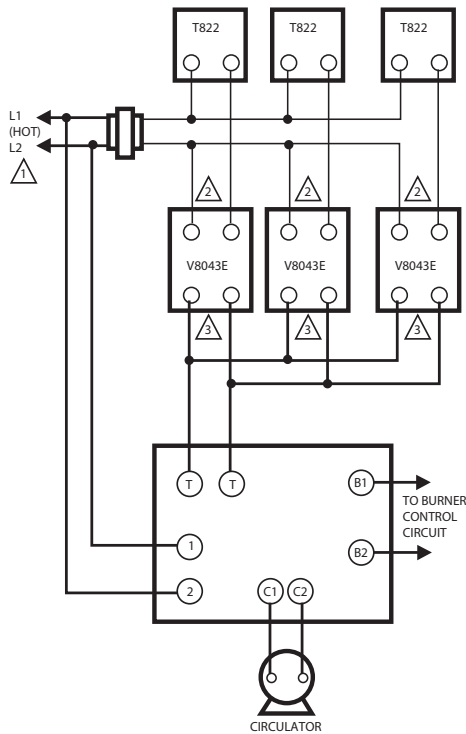 T822
T822
T822
L1
(HOT)
L2
1
2
2
2
V8043E
V8043E
V8043E
3
3
3
T
T
B1
TO BURNER
CONTROL
CIRCUIT
1
B2
2
C1
C2
CIRCULATOR